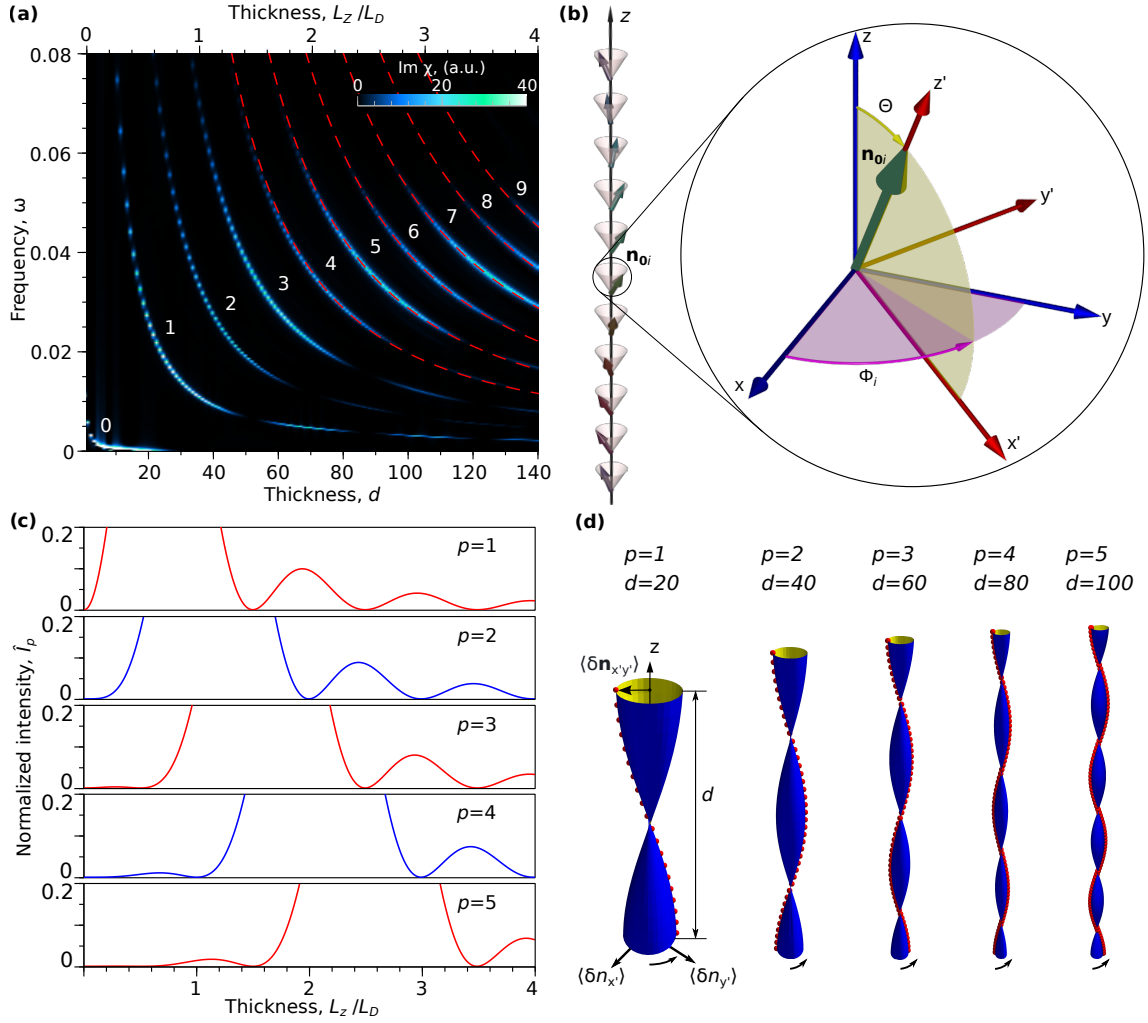 (a)
Thickness, L_Z/L_D
0 1 2 3 4
Im χ, (a.u.)
0 20 40
0.08
0.06
0.04
0.02
0
Frequency, ω
0 1 2 3 4 5 6 7 8 9
20 40 60 80 100 120 140
Thickness, d
(b)
z
n_0i
z
Θ
z'
n_0i
y'
y
x
Φ_i
x'
(c)
Normalized intensity, Î_p
0.2
0
p=1
0.2
0
p=2
0.2
0
p=3
0.2
0
p=4
0.2
0
p=5
1 2 3 4
Thickness, L_z/L_D
(d)
p=1 p=2 p=3 p=4 p=5
d=20 d=40 d=60 d=80 d=100
z
⟨δn_x'y'⟩
d
⟨δn_x'⟩ ⟨δn_y'⟩